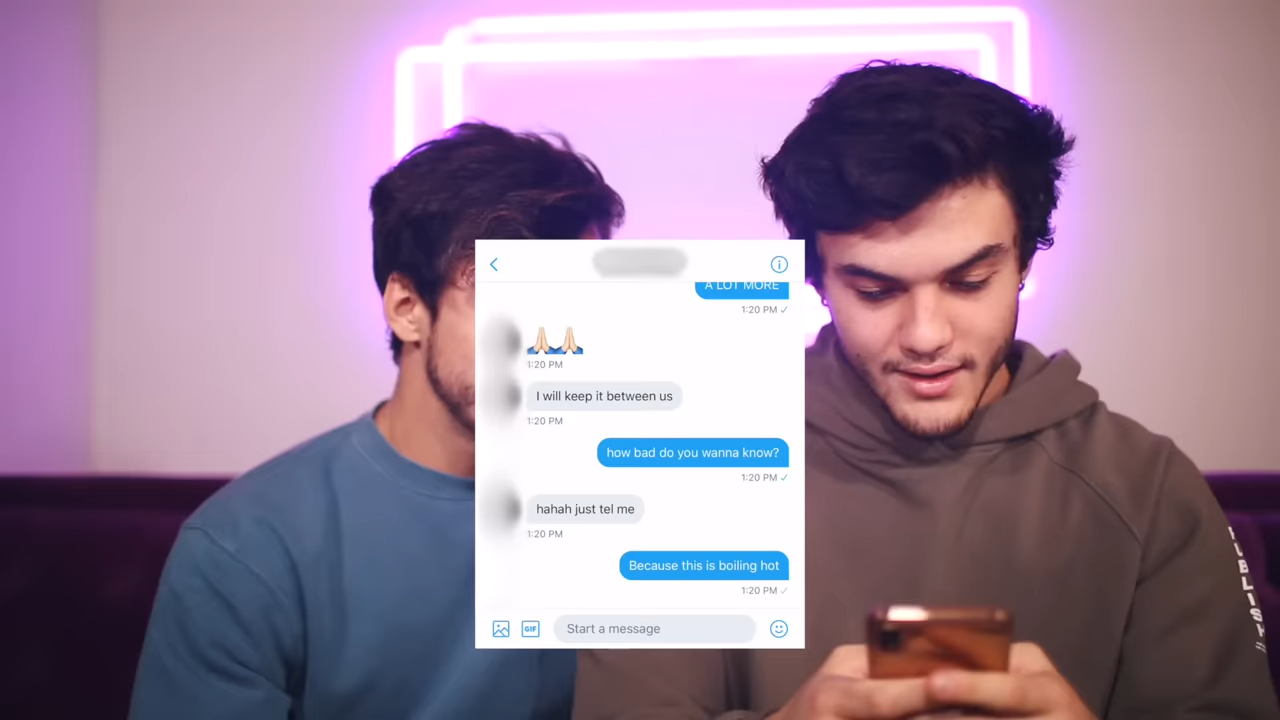 A LOT MORE
1:20 PM ✓
🙏🏻🙏🏻
1:20 PM
I will keep it between us
1:20 PM
how bad do you wanna know?
1:20 PM ✓
hahah just tel me
1:20 PM
Because this is boiling hot
1:20 PM ✓
GIF
Start a message